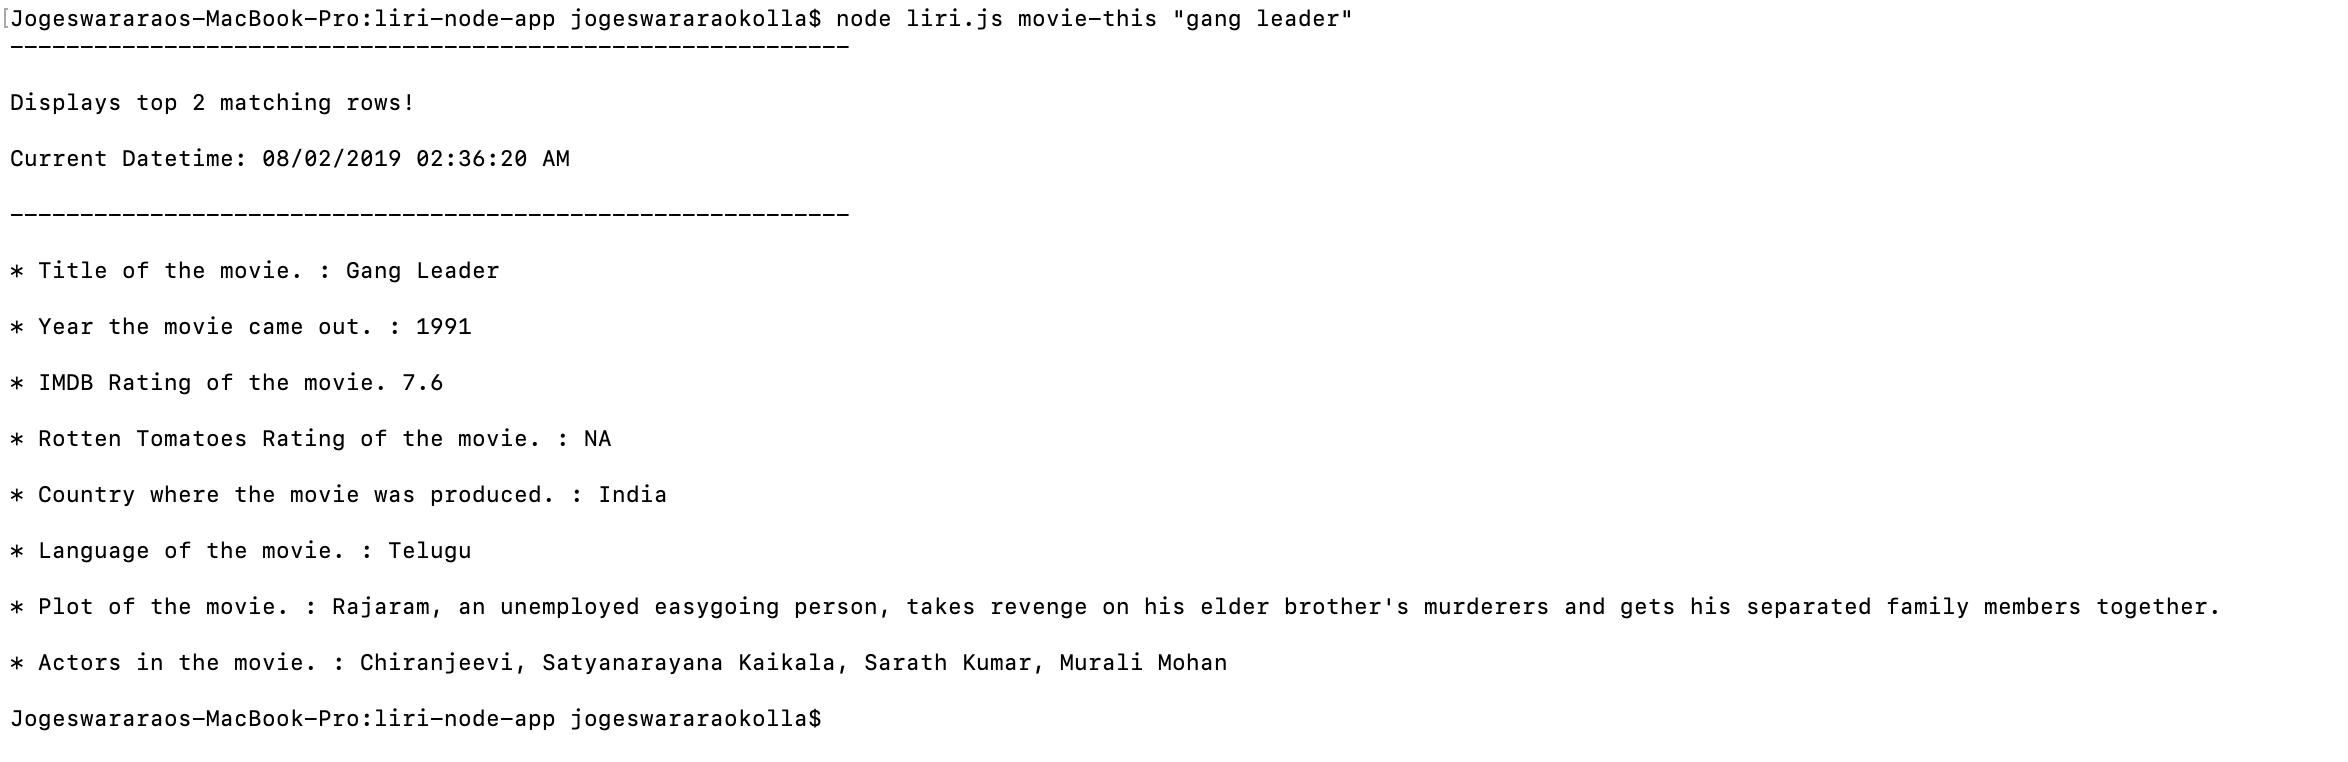 [Jogeswararaos-MacBook-Pro:liri-node-app jogeswararaokolla$ node liri.js movie-this "gang leader"
------------------------------------------------------------
Displays top 2 matching rows!
Current Datetime: 08/02/2019 02:36:20 AM
------------------------------------------------------------
* Title of the movie. : Gang Leader
* Year the movie came out. : 1991
* IMDB Rating of the movie. 7.6
* Rotten Tomatoes Rating of the movie. : NA
* Country where the movie was produced. : India
* Language of the movie. : Telugu
* Plot of the movie. : Rajaram, an unemployed easygoing person, takes revenge on his elder brother's murderers and gets his separated family members together.
* Actors in the movie. : Chiranjeevi, Satyanarayana Kaikala, Sarath Kumar, Murali Mohan
Jogeswararaos-MacBook-Pro:liri-node-app jogeswararaokolla$